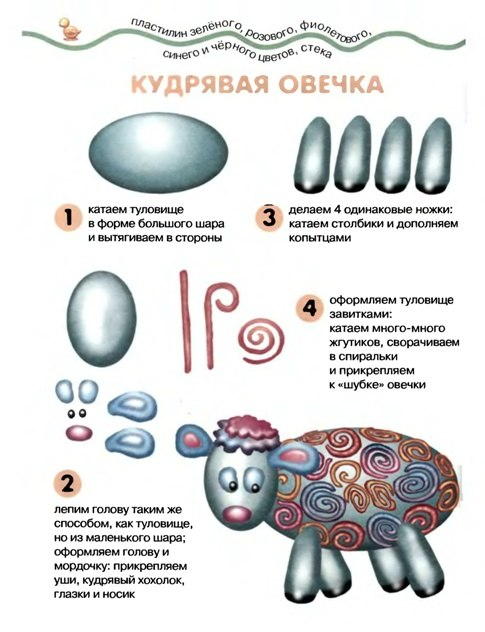 пластилин зелёного, розового, фиолетового,
синего и чёрного цветов, стека
КУДРЯВАЯ ОВЕЧКА
1
катаем туловище
в форме большого шара
и вытягиваем в стороны
3
делаем 4 одинаковые ножки:
катаем столбики и дополняем
копытцами
4
оформляем туловище
завитками:
катаем много-много
жгутиков, сворачиваем
в спиральки
и прикрепляем
к «шубке» овечки
2
лепим голову таким же
способом, как туловище,
но из маленького шара;
оформляем голову и
мордочку: прикрепляем
уши, кудрявый хохолок,
глазки и носик